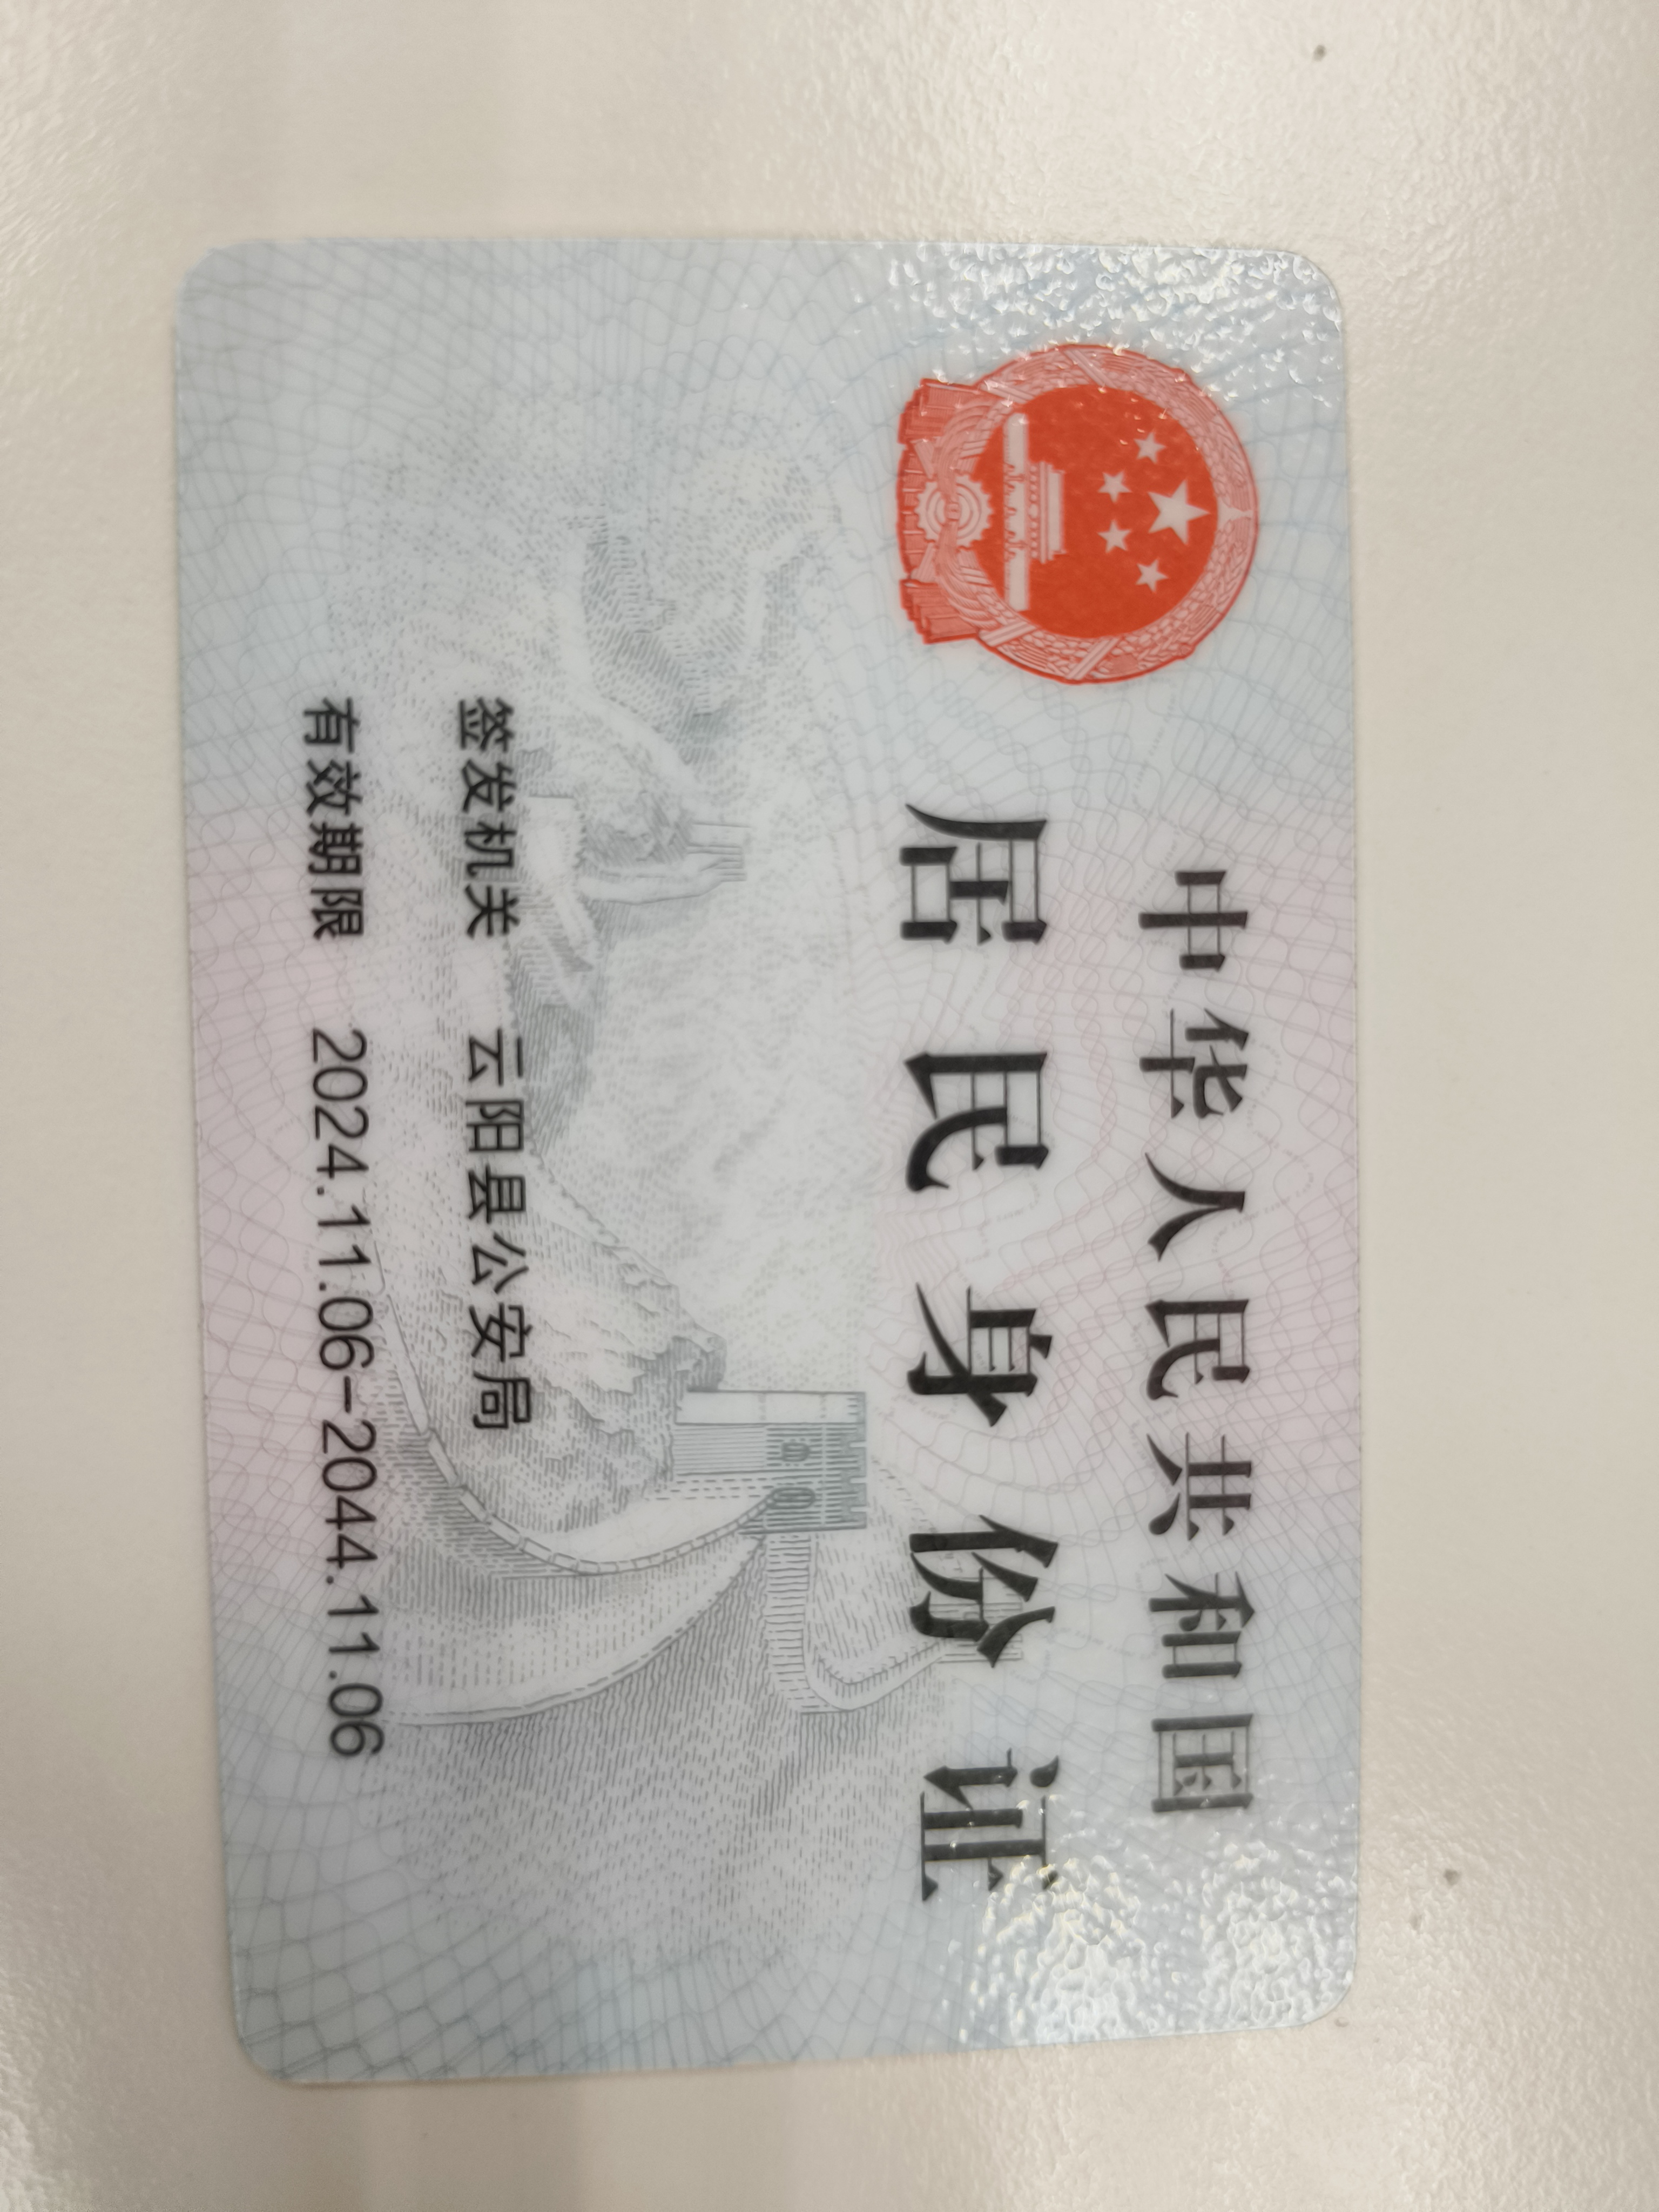 中华人民共和国
居民身份证
签发机关 云阳县公安局
有效期限 2024.11.06-2044.11.06